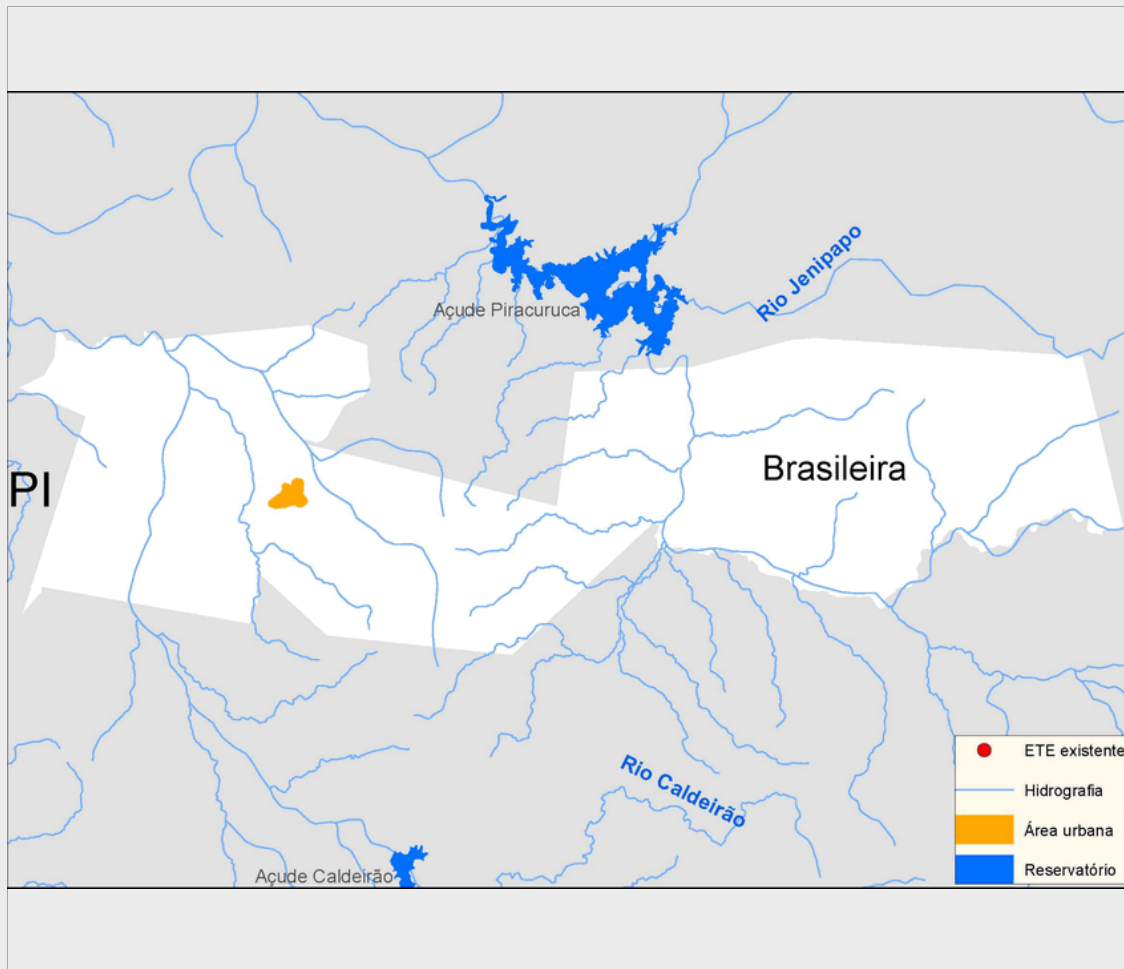 Rio Jenipapo
Açude Piracuruca
PI
Brasileira
Rio Caldeirão
Açude Caldeirão
ETE existente
Hidrografia
Área urbana
Reservatório